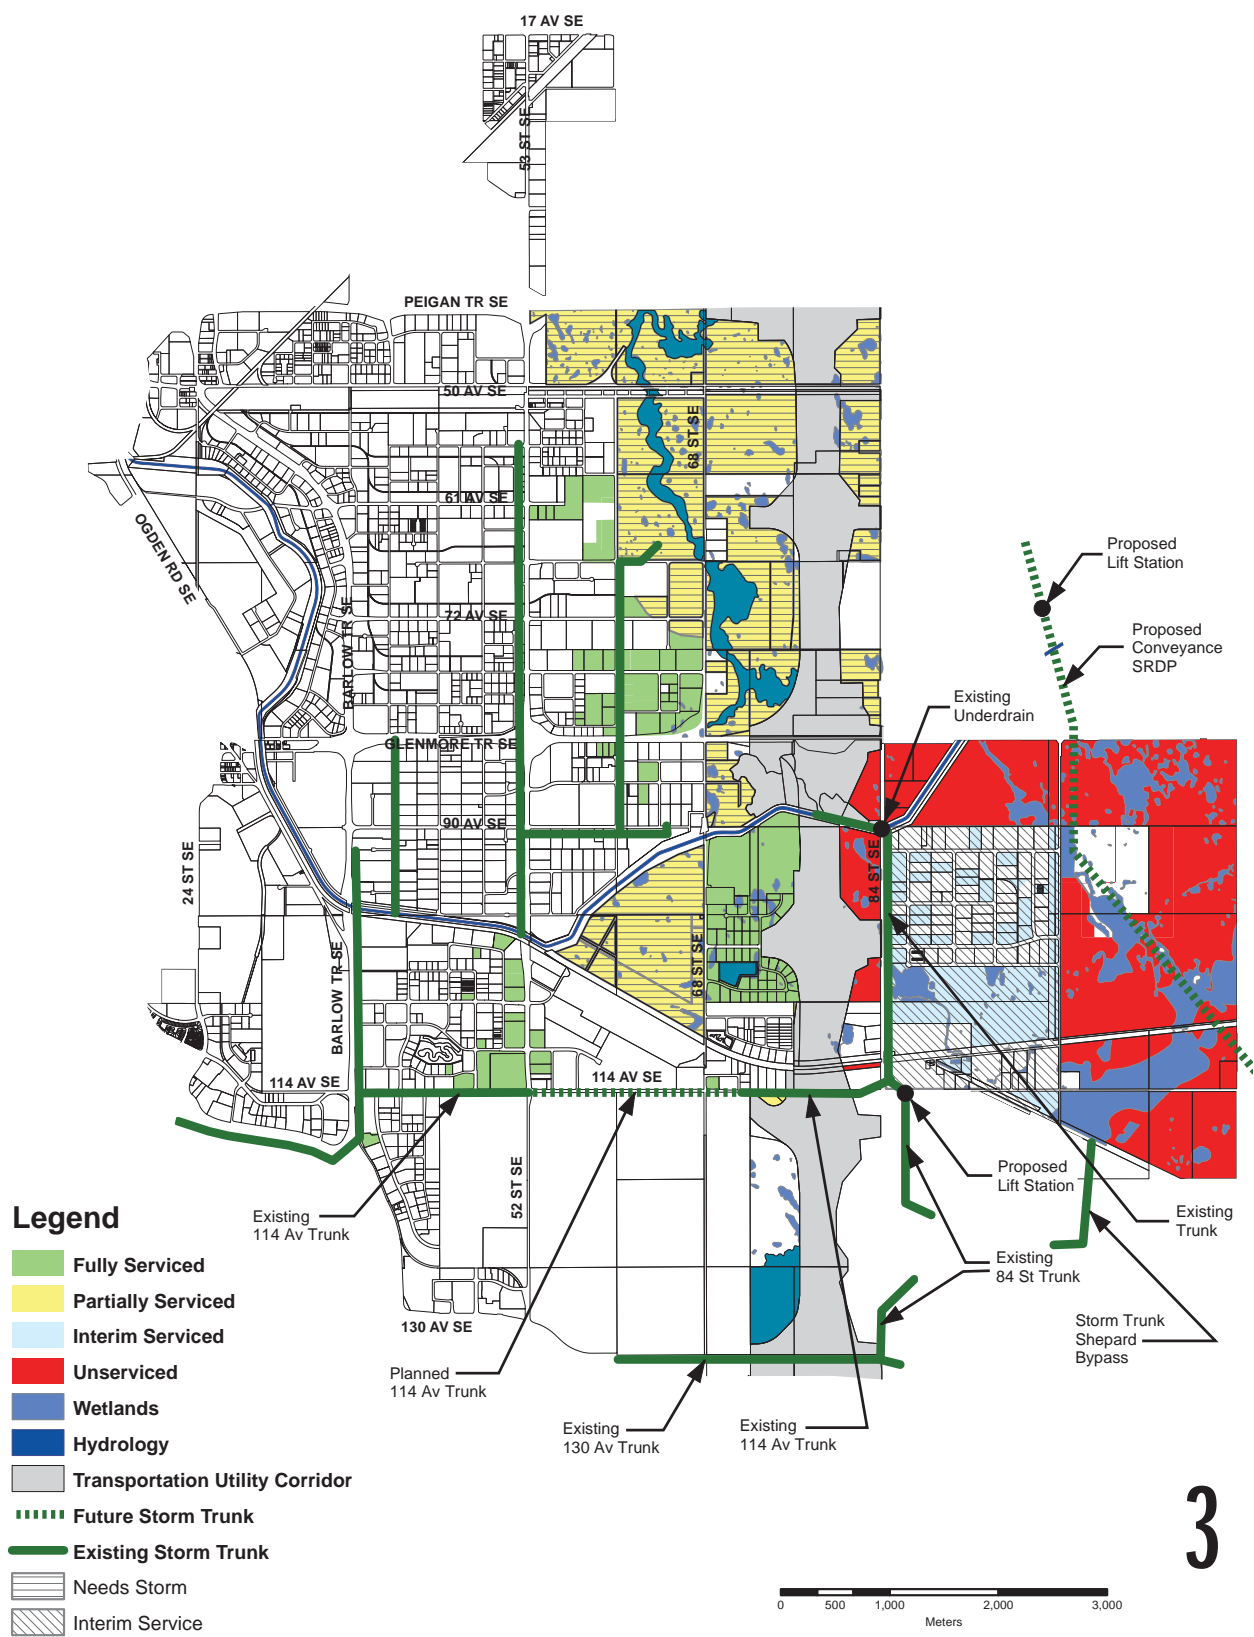 17 AV SE
53 ST SE
PEIGAN TR SE
50 AV SE
68 ST SE
61 AV SE
OGDEN RD SE
Proposed
Lift Station
BARLOW TR SE
72 AV SE
Proposed
Conveyance
SRDP
Existing
Underdrain
GLENMORE TR SE
90 AV SE
24 ST SE
84 ST SE
68 ST SE
BARLOW TR SE
114 AV SE
114 AV SE
52 ST SE
Proposed
Lift Station
Existing
114 Av Trunk
Existing
Trunk
Existing
84 St Trunk
130 AV SE
Storm Trunk
Shepard
Bypass
Planned
114 Av Trunk
Existing
130 Av Trunk
Existing
114 Av Trunk
Legend
Fully Serviced
Partially Serviced
Interim Serviced
Unserviced
Wetlands
Hydrology
Transportation Utility Corridor
Future Storm Trunk
Existing Storm Trunk
Needs Storm
Interim Service
3
0 500 1,000 2,000 3,000
Meters